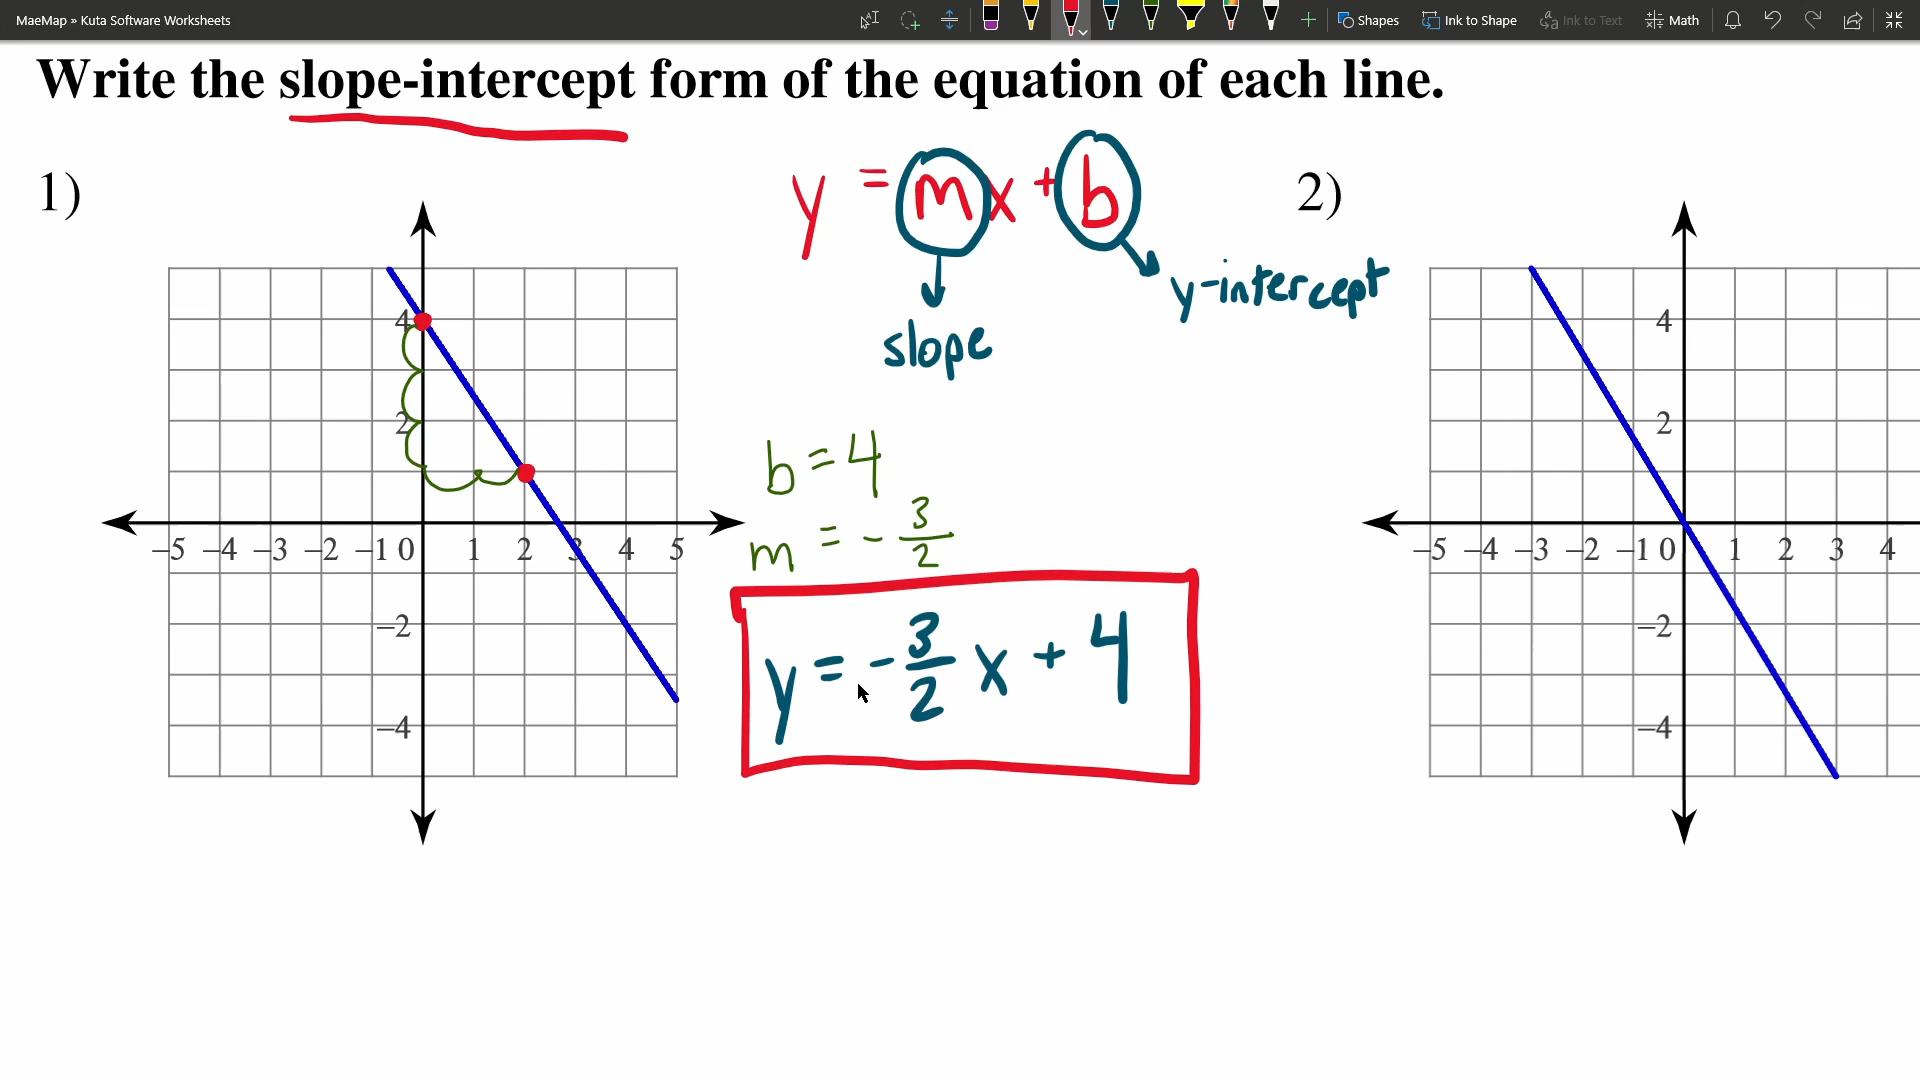 MaeMap » Kuta Software Worksheets
Shapes Ink to Shape Ink to Text Math
Write the slope-intercept form of the equation of each line.
1)
y = mx + b
slope
y-intercept
4
2
-5 -4 -3 -2 -1 0 1 2 3 4 5
-2
-4
b = 4
m = - 3/2
y = - 3/2 x + 4
2)
4
2
-5 -4 -3 -2 -1 0 1 2 3 4
-2
-4